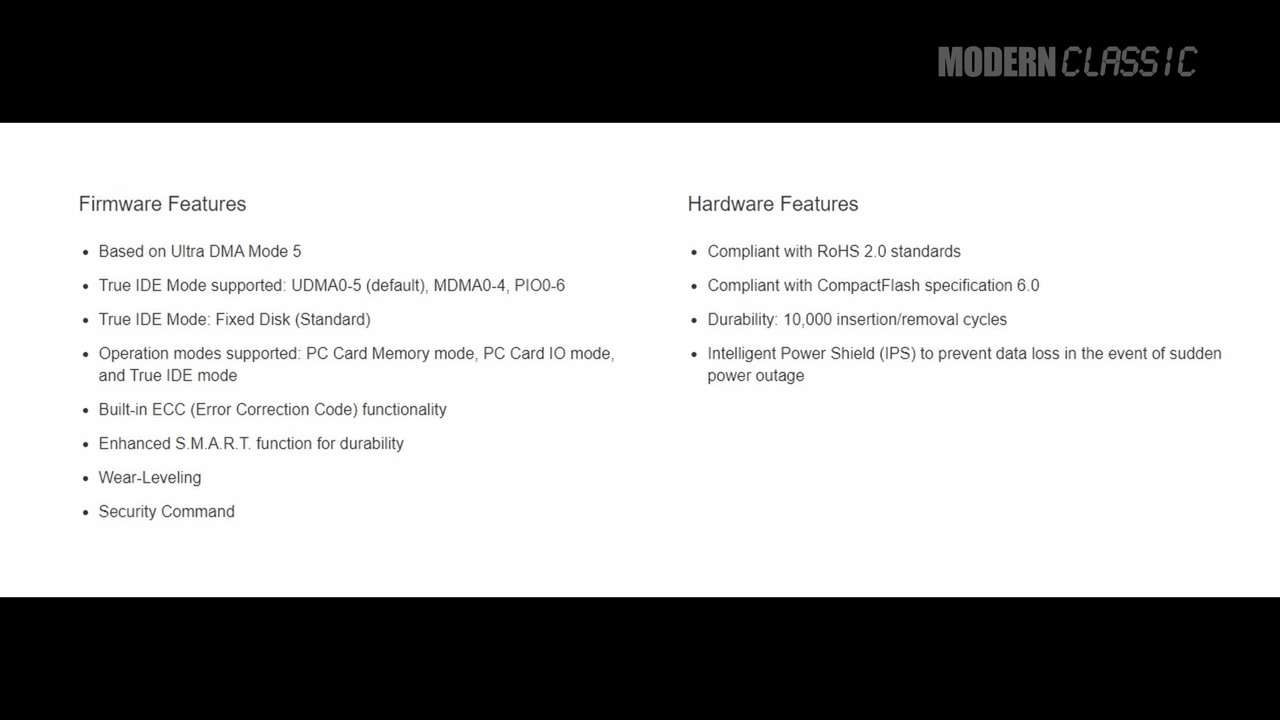 MODERN CLASSIC
Firmware Features
• Based on Ultra DMA Mode 5
• True IDE Mode supported: UDMA0-5 (default), MDMA0-4, PIO0-6
• True IDE Mode: Fixed Disk (Standard)
• Operation modes supported: PC Card Memory mode, PC Card IO mode,
and True IDE mode
• Built-in ECC (Error Correction Code) functionality
• Enhanced S.M.A.R.T. function for durability
• Wear-Leveling
• Security Command
Hardware Features
• Compliant with RoHS 2.0 standards
• Compliant with CompactFlash specification 6.0
• Durability: 10,000 insertion/removal cycles
• Intelligent Power Shield (IPS) to prevent data loss in the event of sudden
power outage